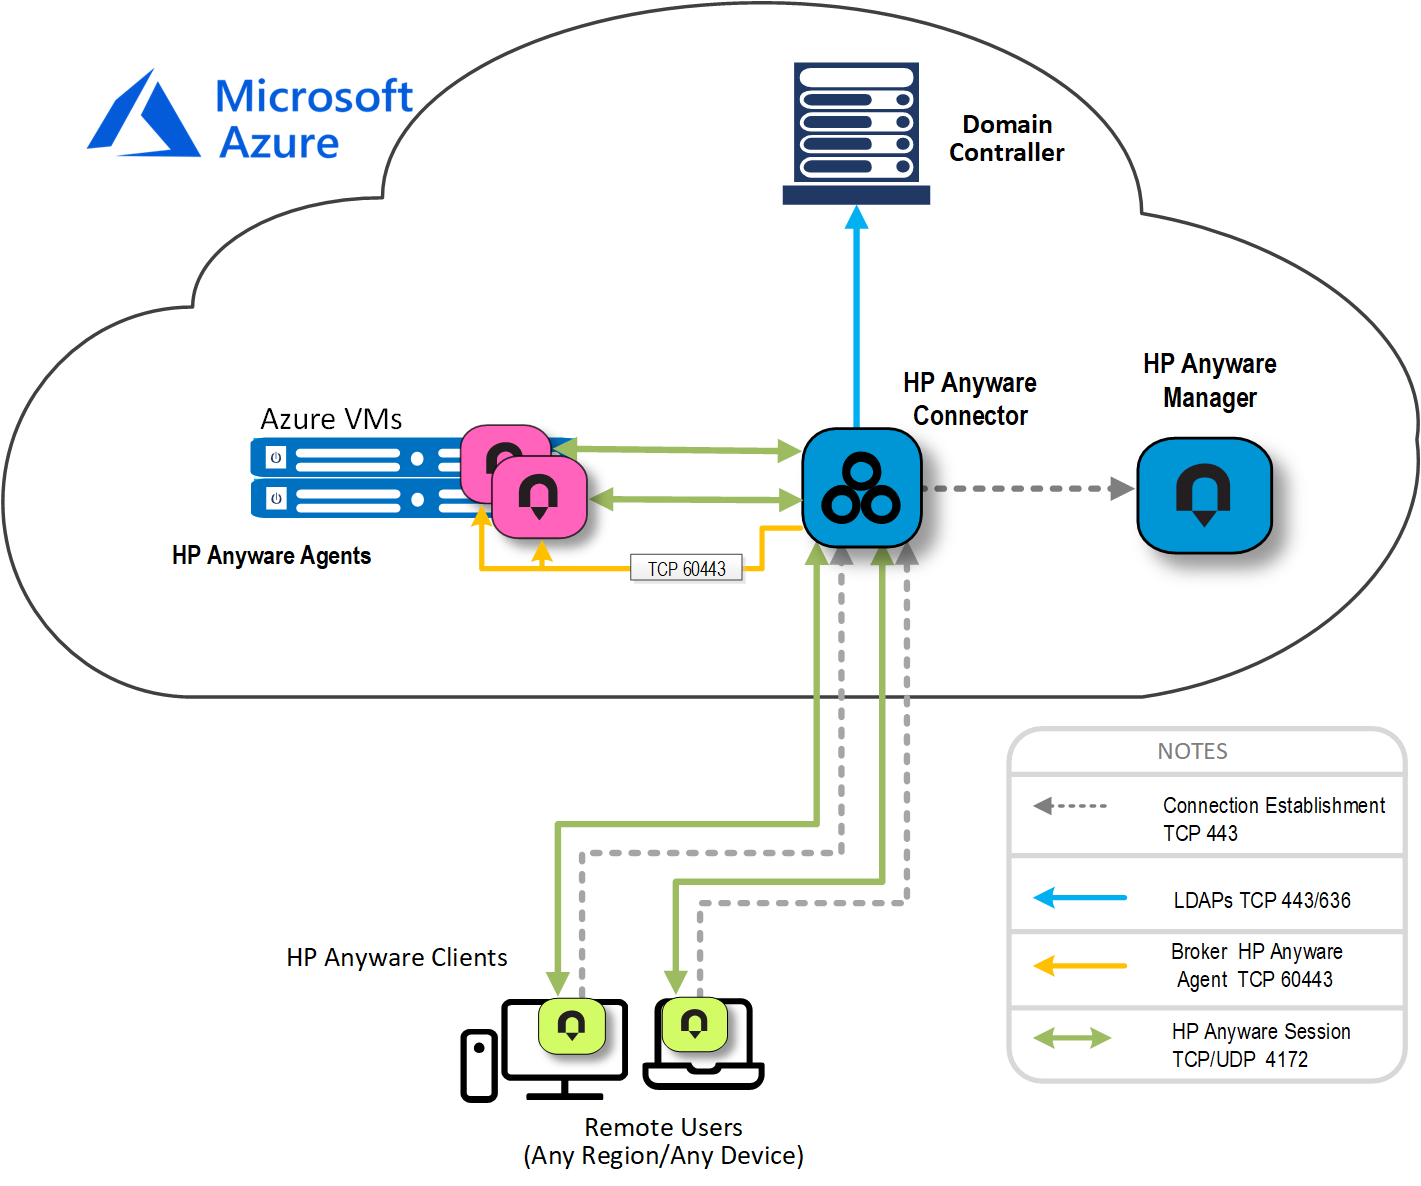 Microsoft
Azure
Domain
Contraller
HP Anyware
Connector
HP Anyware
Manager
Azure VMs
HP Anyware Agents
TCP 60443
NOTES
Connection Establishment
TCP 443
LDAPs TCP 443/636
Broker HP Anyware
Agent TCP 60443
HP Anyware Session
TCP/UDP 4172
HP Anyware Clients
Remote Users
(Any Region/Any Device)